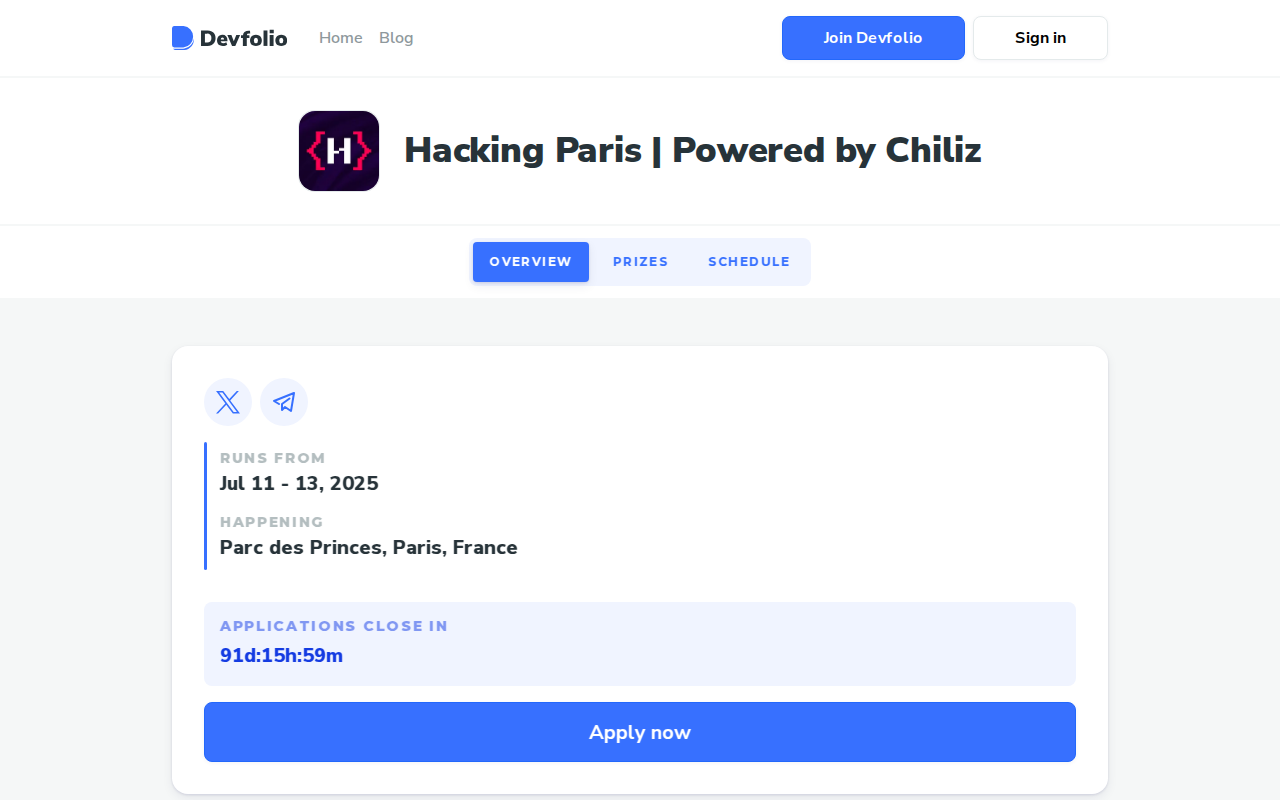 Devfolio
Home
Blog
Join Devfolio
Sign in
{H}
Hacking Paris | Powered by Chiliz
OVERVIEW
PRIZES
SCHEDULE
RUNS FROM
Jul 11 - 13, 2025
HAPPENING
Parc des Princes, Paris, France
APPLICATIONS CLOSE IN
91d:15h:59m
Apply now